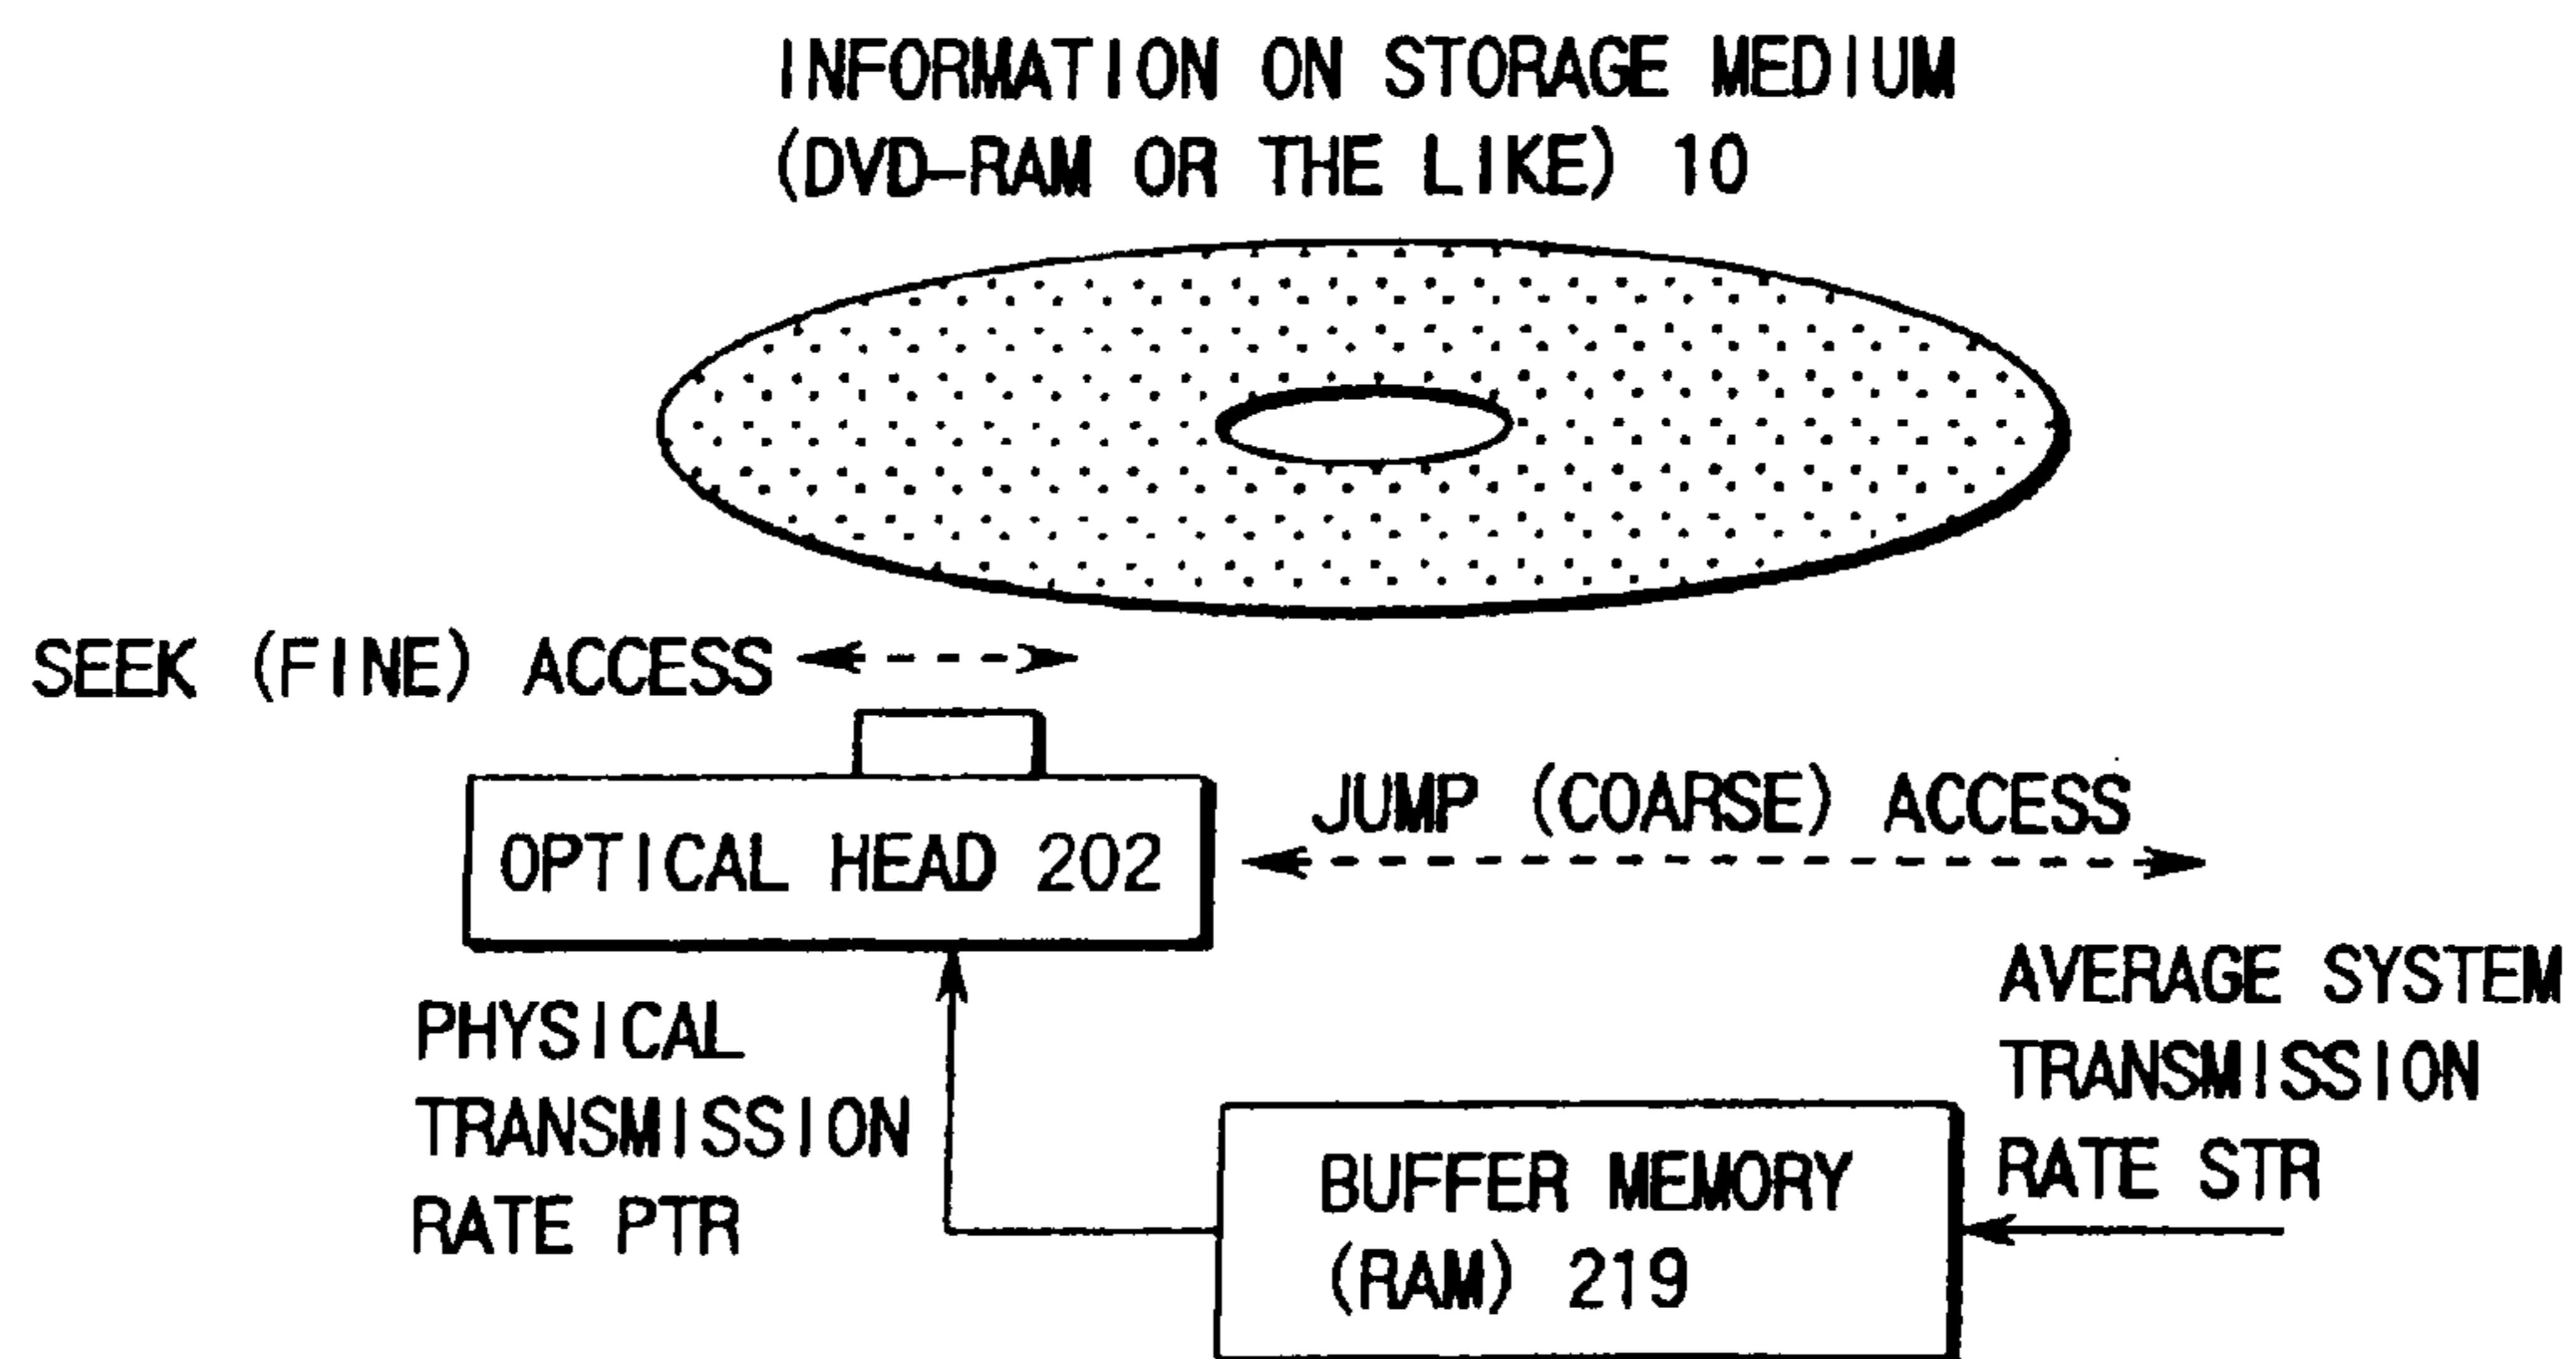 INFORMATION ON STORAGE MEDIUM
(DVD-RAM OR THE LIKE) 10
SEEK (FINE) ACCESS
JUMP (COARSE) ACCESS
OPTICAL HEAD 202
PHYSICAL
TRANSMISSION
RATE PTR
AVERAGE SYSTEM
TRANSMISSION
RATE STR
BUFFER MEMORY
(RAM) 219